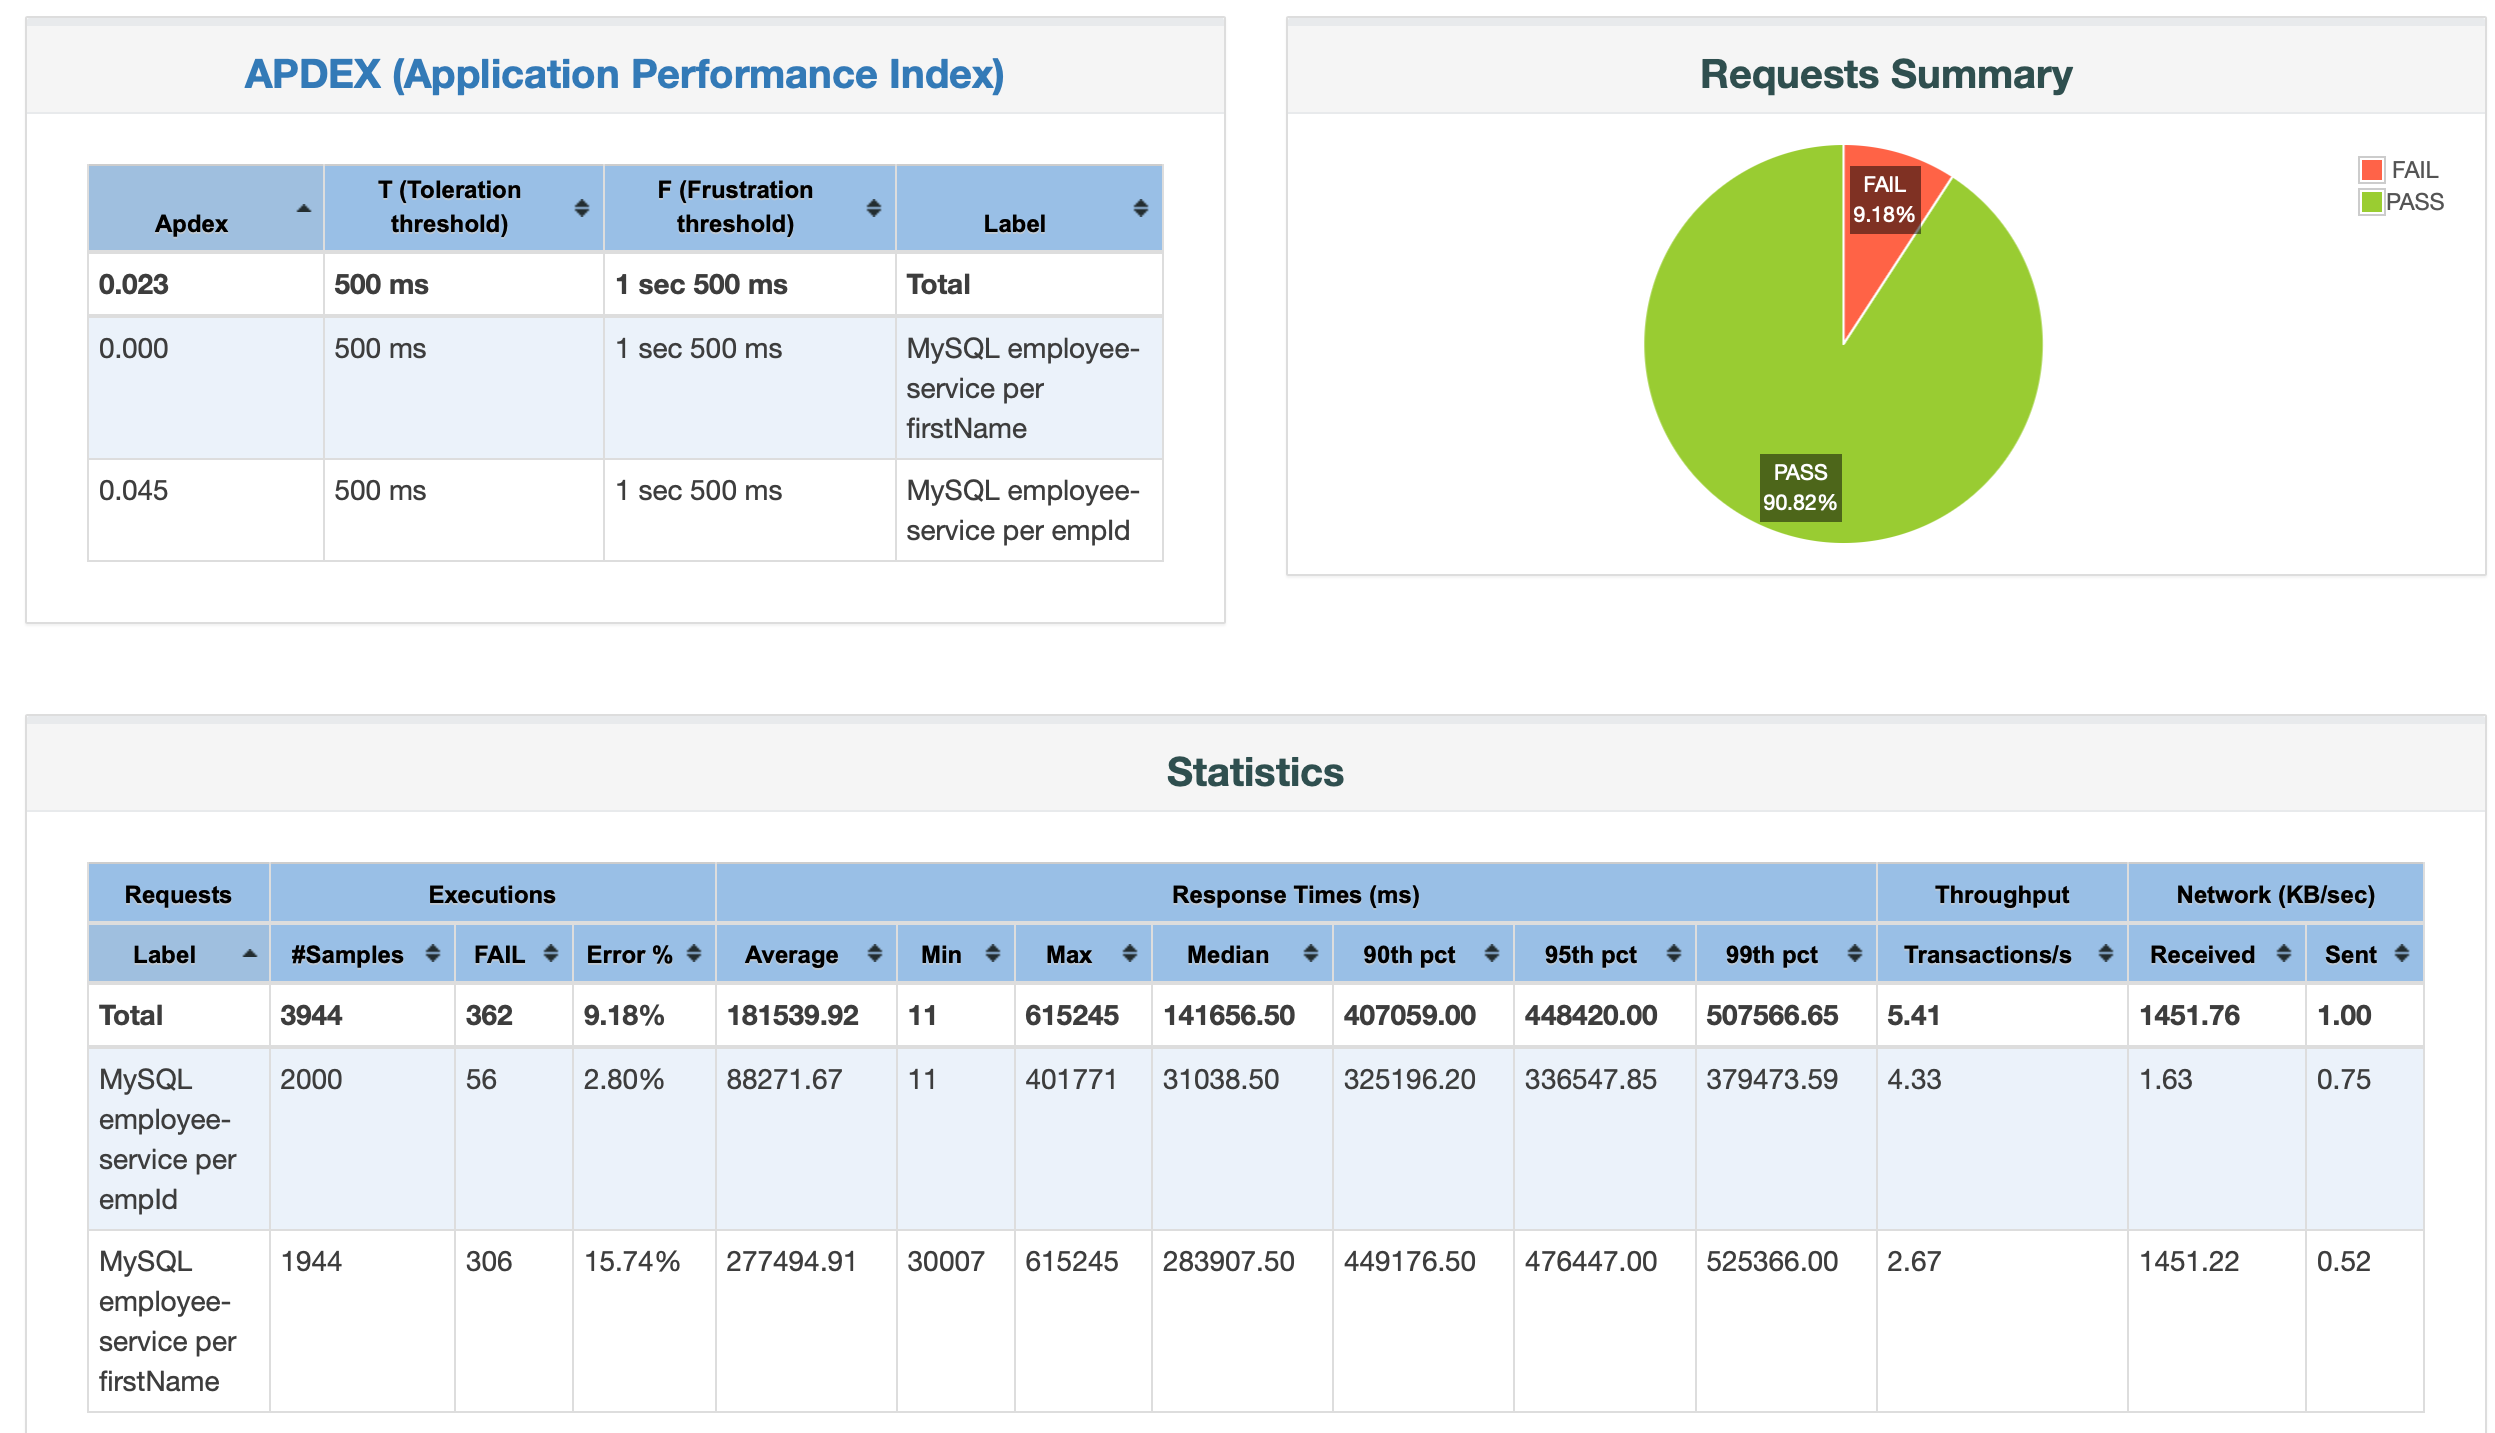 APDEX (Application Performance Index)
Apdex T (Toleration threshold) F (Frustration threshold) Label
0.023 500 ms 1 sec 500 ms Total
0.000 500 ms 1 sec 500 ms MySQL employee-
service per
firstName
0.045 500 ms 1 sec 500 ms MySQL employee-
service per empId
Requests Summary
FAIL
9.18%
PASS
90.82%
FAIL
PASS
Statistics
Requests Executions Response Times (ms) Throughput Network (KB/sec)
Label #Samples FAIL Error % Average Min Max Median 90th pct 95th pct 99th pct Transactions/s Received Sent
Total 3944 362 9.18% 181539.92 11 615245 141656.50 407059.00 448420.00 507566.65 5.41 1451.76 1.00
MySQL 2000 56 2.80% 88271.67 11 401771 31038.50 325196.20 336547.85 379473.59 4.33 1.63 0.75
employee-
service per
empId
MySQL 1944 306 15.74% 277494.91 30007 615245 283907.50 449176.50 476447.00 525366.00 2.67 1451.22 0.52
employee-
service per
firstName